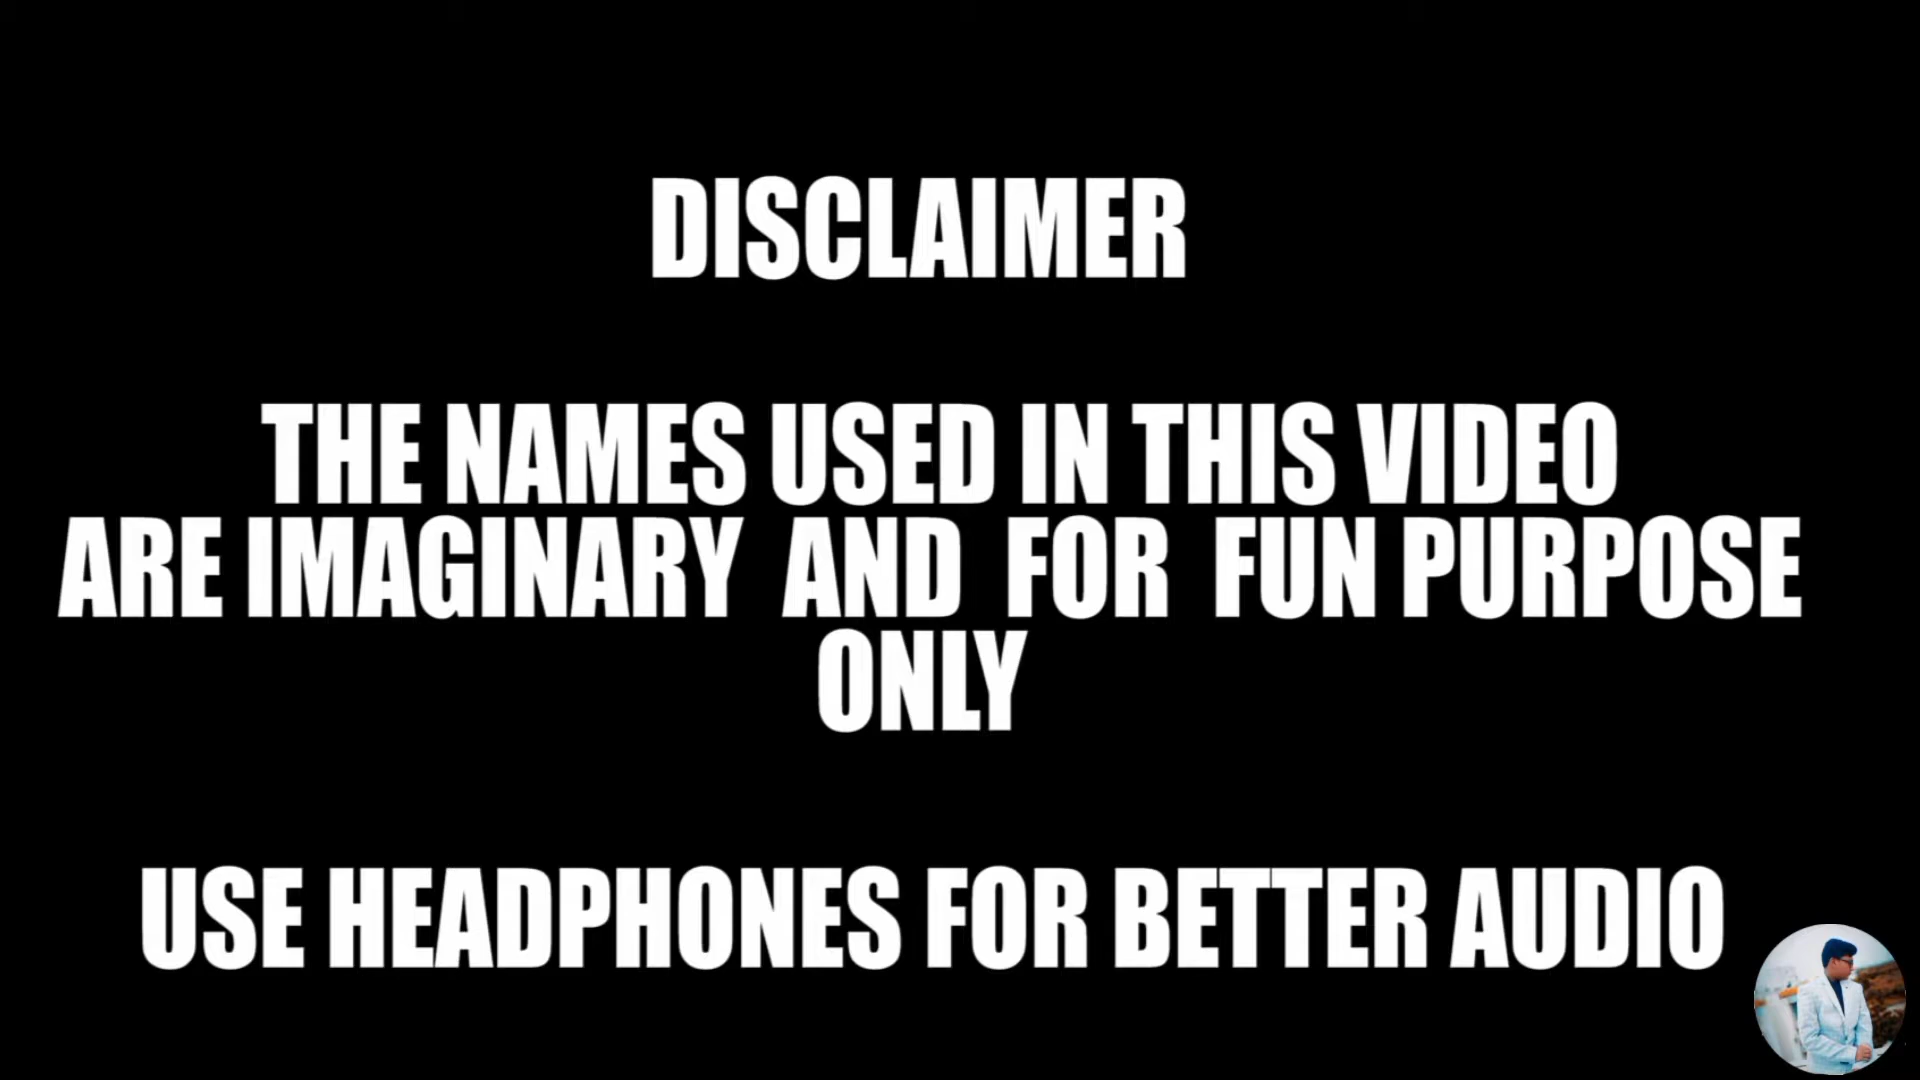 DISCLAIMER
THE NAMES USED IN THIS VIDEO
ARE IMAGINARY AND FOR FUN PURPOSE
ONLY
USE HEADPHONES FOR BETTER AUDIO